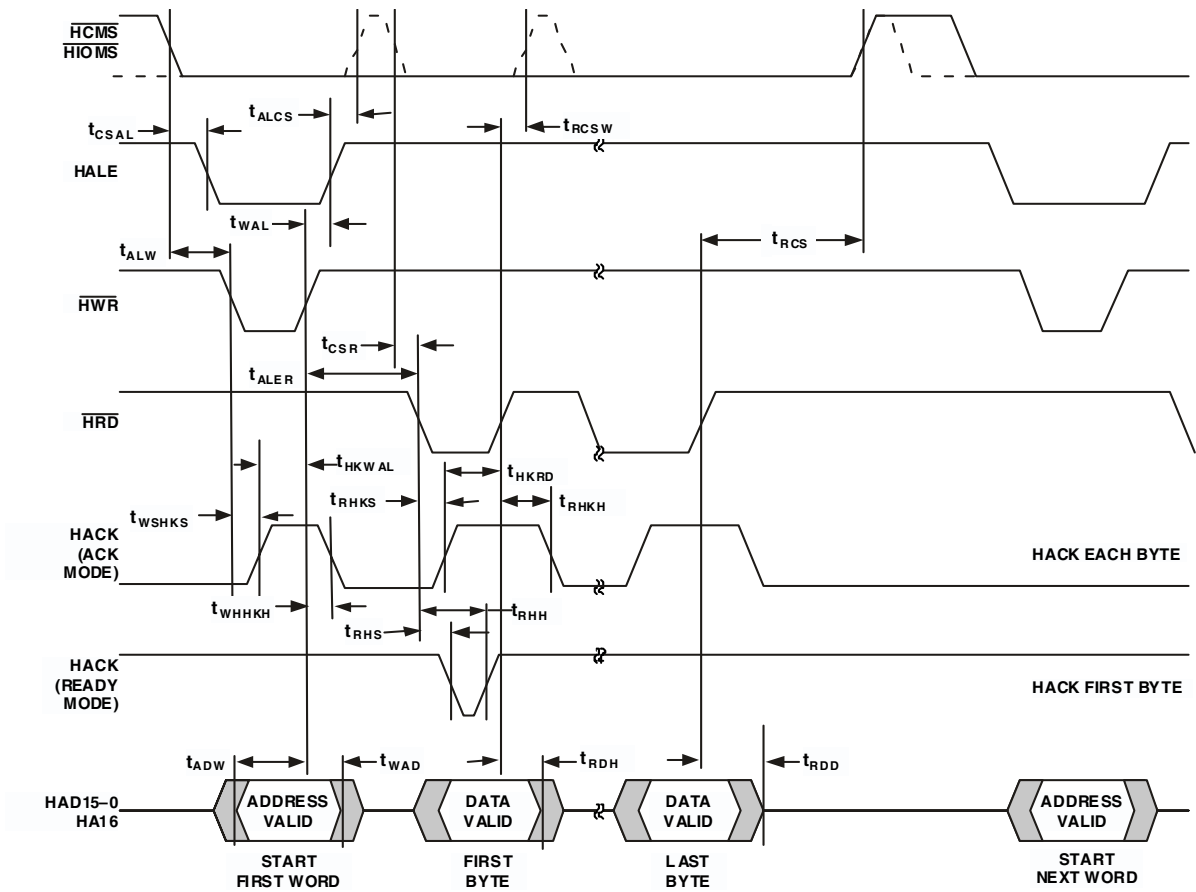 HCMS
HIOMS
tALCS
tCSAL
tRCSW
HALE
tWAL
tALW
tRCS
HWR
tCSR
tALER
HRD
tHKWAL
tHKRD
tRHKS
tRHKH
tWSHKS
HACK
(ACK
MODE)
HACK EACH BYTE
tWHHKH
tRHH
tRHS
HACK
(READY
MODE)
HACK FIRST BYTE
tADW
tWAD
tRDH
tRDD
HAD15–0
HA16
ADDRESS
VALID
DATA
VALID
DATA
VALID
ADDRESS
VALID
START
FIRST WORD
FIRST
BYTE
LAST
BYTE
START
NEXT WORD